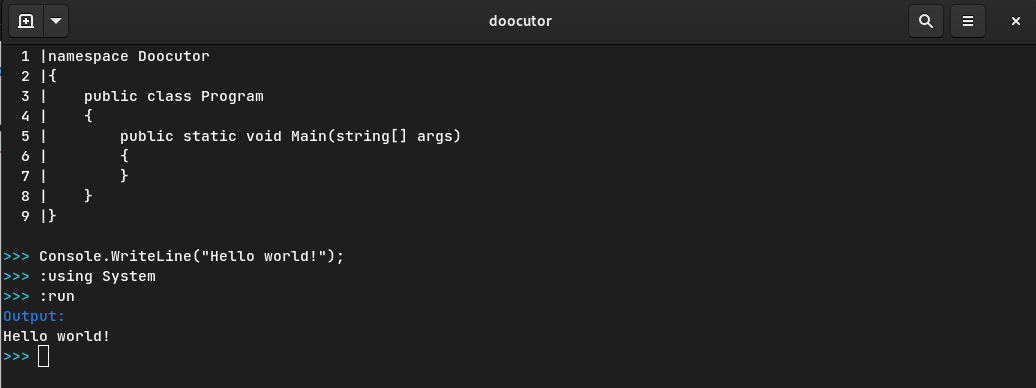 doocutor
1 |namespace Doocutor
2 |{
3 |    public class Program
4 |    {
5 |        public static void Main(string[] args)
6 |        {
7 |        }
8 |    }
9 |}
>>> Console.WriteLine("Hello world!");
>>> :using System
>>> :run
Output:
Hello world!
>>>